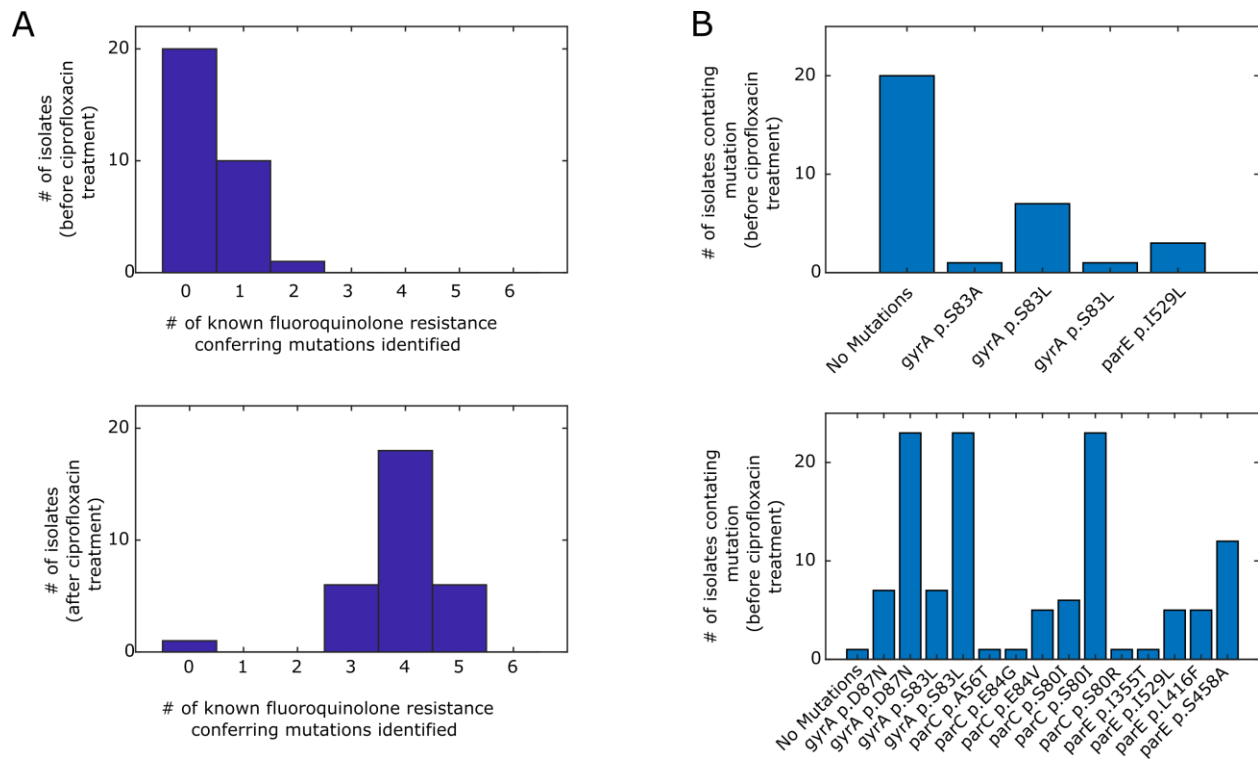 A
# of isolates
(before ciprofloxacin
treatment)
20
10
0
0 1 2 3 4 5 6
# of known fluoroquinolone resistance
conferring mutations identified
# of isolates
(after ciprofloxacin
treatment)
20
10
0
0 1 2 3 4 5 6
# of known fluoroquinolone resistance
conferring mutations identified
B
# of isolates contating
mutation
(before ciprofloxacin
treatment)
20
10
0
No Mutations
gyrA p.S83A
gyrA p.S83L
gyrA p.S83L
parE p.I529L
# of isolates contating
mutation
(before ciprofloxacin
treatment)
20
10
0
No Mutations
gyrA p.D87N
gyrA p.D87N
gyrA p.S83L
gyrA p.S83L
parC p.A56T
parC p.E84G
parC p.E84V
parC p.S80I
parC p.S80I
parC p.S80R
parE p.I355T
parE p.I529L
parE p.L416F
parE p.S458A